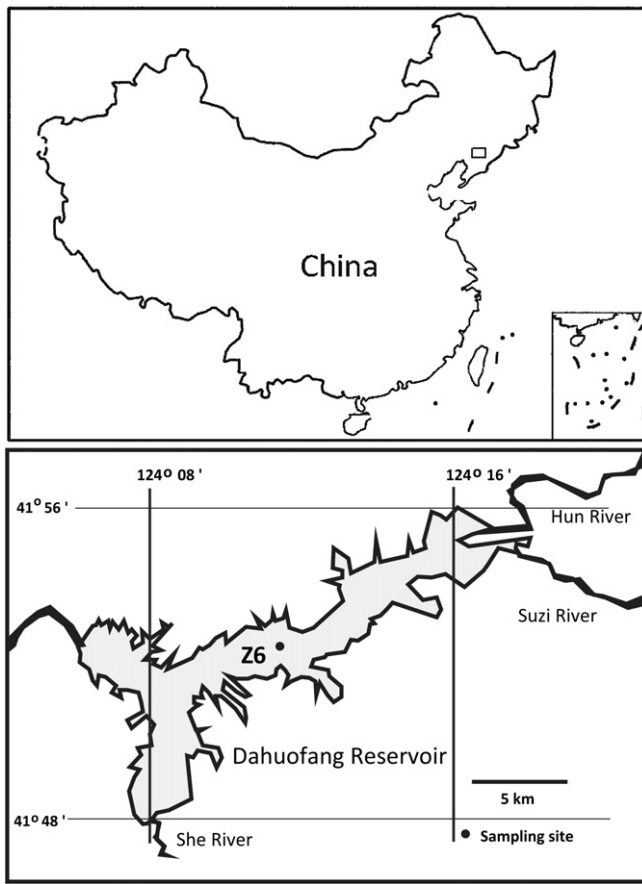 China
124° 08 '
124° 16 '
41° 56 '
Hun River
Suzi River
Z6
Dahuofang Reservoir
5 km
41° 48 '
She River
Sampling site